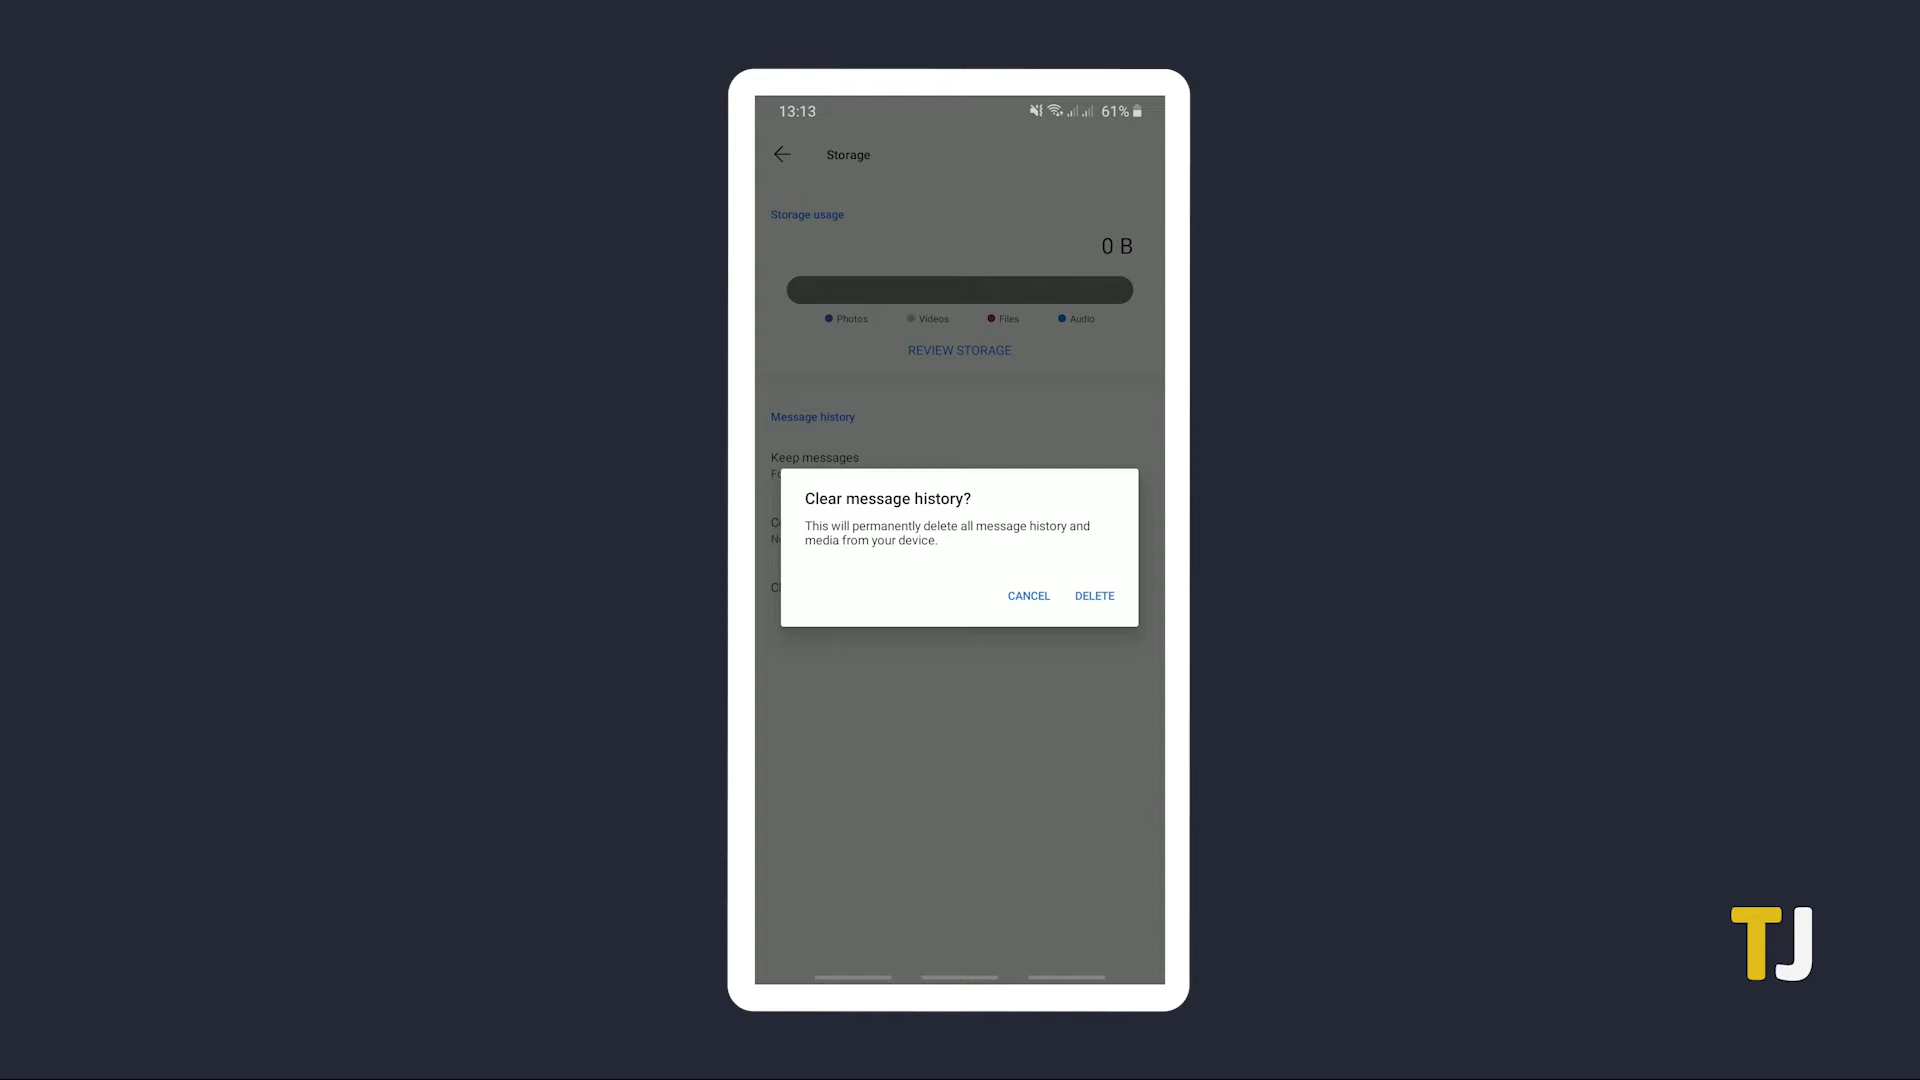 13:13
61%
Storage
Storage usage
0 B
Photos Videos Files Audio
REVIEW STORAGE
Message history
Keep messages
Clear message history?
This will permanently delete all message history and
media from your device.
CANCEL DELETE
TJ